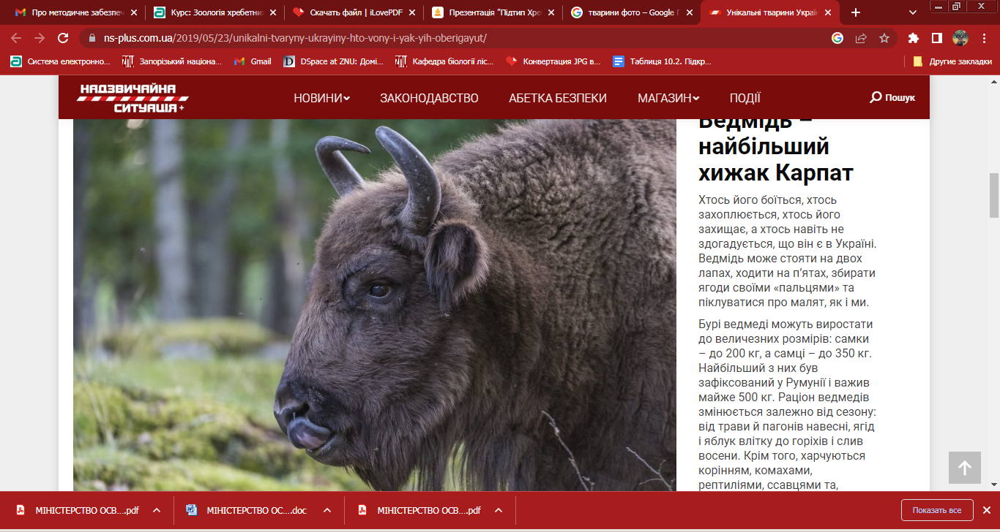 Про методичне забезпеч
Курс: Зоологія хребетни
Скачать файл | iLovePDF
Презентація "Підтип Хре
тварини фото – Google П
Унікальні тварини Украї
ns-plus.com.ua/2019/05/23/unikalni-tvaryny-ukrayiny-hto-vony-i-yak-yih-oberigayut/
Система електронно...
Запорізький націона...
Gmail
DSpace at ZNU: Домі...
Кафедра біології ліс...
Конвертация JPG в...
Таблиця 10.2. Підкр...
Другие закладки
НАДЗВИЧАЙНА
СИТУАЦІЯ+
НОВИНИ
ЗАКОНОДАВСТВО
АБЕТКА БЕЗПЕКИ
МАГАЗИН
ПОДІЇ
Пошук
Ведмідь –
найбільший
хижак Карпат
Хтось його боїться, хтось
захоплюється, хтось його
захищає, а хтось навіть не
здогадується, що він є в Україні.
Ведмідь може стояти на двох
лапах, ходити на п’ятах, збирати
ягоди своїми «пальцями» та
піклуватися про малят, як і ми.
Бурі ведмеді можуть виростати
до величезних розмірів: самки
– до 200 кг, а самці – до 350 кг.
Найбільший з них був
зафіксований у Румунії і важив
майже 500 кг. Раціон ведмедів
змінюється залежно від сезону:
від трави й пагонів навесні, ягід
і яблук влітку до горіхів і слив
восени. Крім того, харчуються
корінням, комахами,
рептиліями, ссавцями та,
МІНІСТЕРСТВО ОСВ....pdf
МІНІСТЕРСТВО ОС....doc
МІНІСТЕРСТВО ОСВ....pdf
Показать все